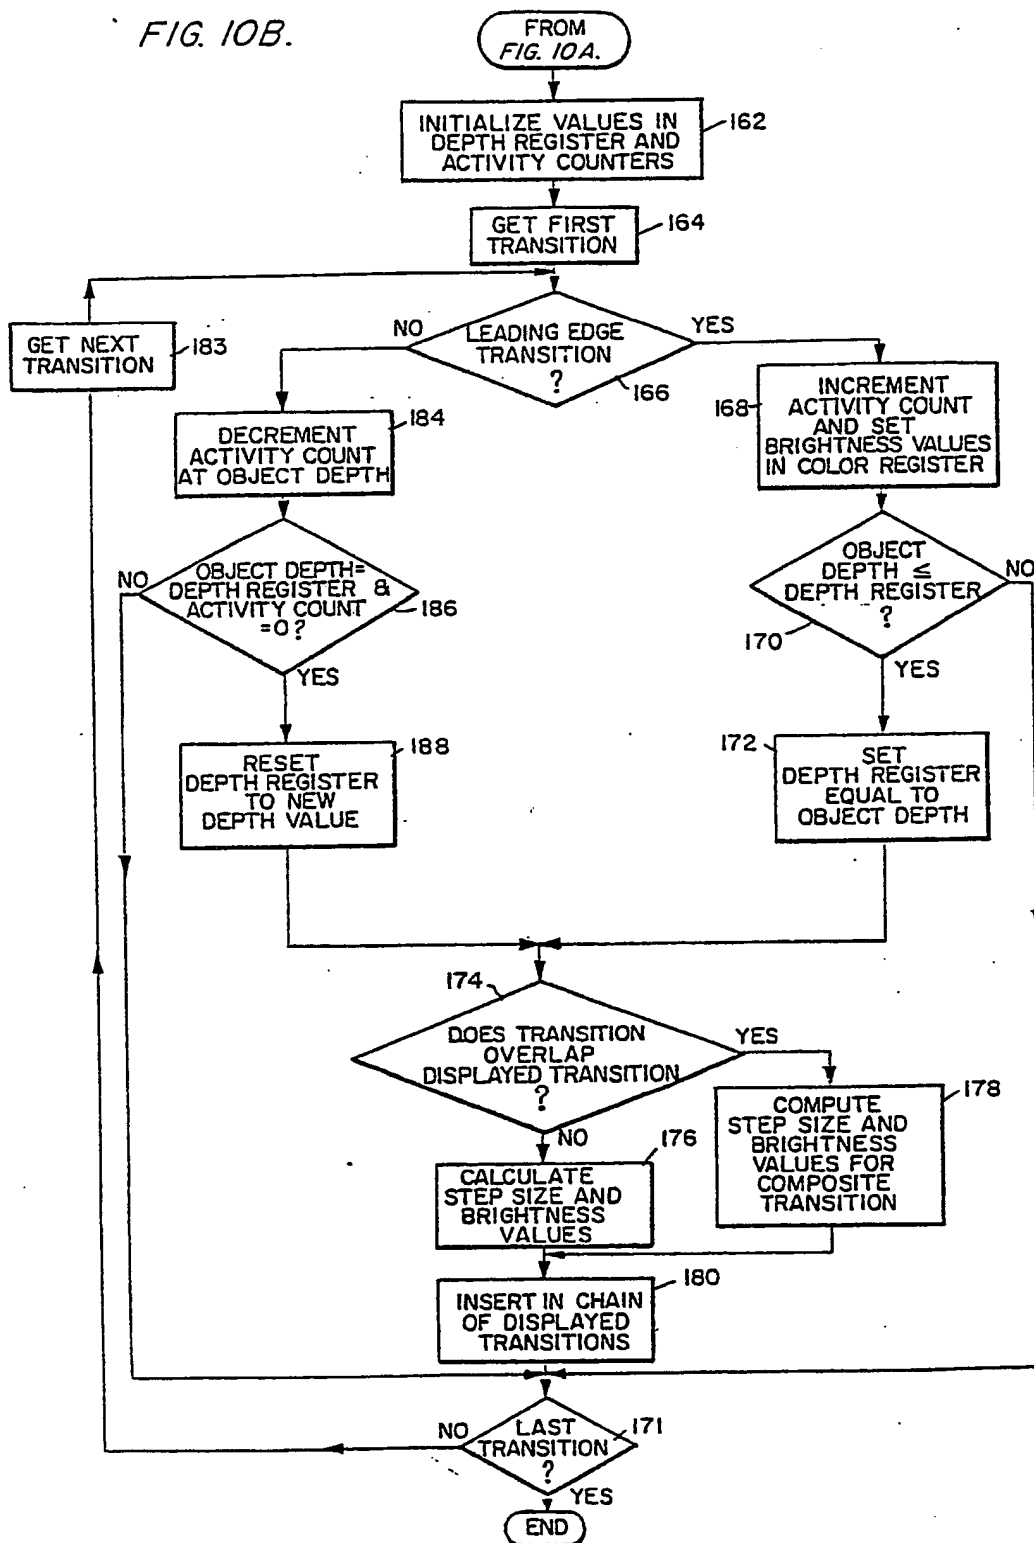 FIG. 10B.
FROM
FIG. 10A.
INITIALIZE VALUES IN
DEPTH REGISTER AND
ACTIVITY COUNTERS
162
GET FIRST
TRANSITION
164
GET NEXT
TRANSITION
183
NO
LEADING EDGE
TRANSITION
?
166
YES
DECREMENT
ACTIVITY COUNT
AT OBJECT DEPTH
184
168
INCREMENT
ACTIVITY COUNT
AND SET
BRIGHTNESS VALUES
IN COLOR REGISTER
NO
OBJECT DEPTH=
DEPTH REGISTER &
ACTIVITY COUNT
=0?
186
YES
OBJECT
DEPTH ≤
DEPTH REGISTER
?
NO
170
YES
RESET
DEPTH REGISTER
TO NEW
DEPTH VALUE
188
172
SET
DEPTH REGISTER
EQUAL TO
OBJECT DEPTH
174
DOES TRANSITION
OVERLAP
DISPLAYED TRANSITION
?
YES
NO
176
CALCULATE
STEP SIZE AND
BRIGHTNESS
VALUES
178
COMPUTE
STEP SIZE AND
BRIGHTNESS
VALUES FOR
COMPOSITE
TRANSITION
180
INSERT IN CHAIN
OF DISPLAYED
TRANSITIONS
NO
LAST
TRANSITION
?
171
YES
END